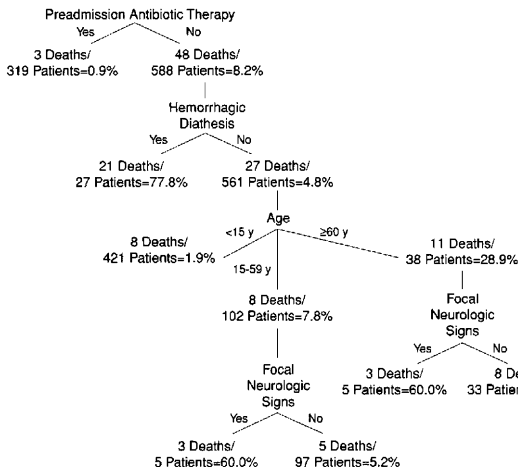 Preadmission Antibiotic Therapy
Yes No
3 Deaths/ 48 Deaths/
319 Patients=0.9% 588 Patients=8.2%
Hemorrhagic
Diathesis
Yes No
21 Deaths/ 27 Deaths/
27 Patients=77.8% 561 Patients=4.8%
Age
<15 y ≥60 y
15-59 y
8 Deaths/ 11 Deaths/
421 Patients=1.9% 38 Patients=28.9%
8 Deaths/
102 Patients=7.8%
Focal
Neurologic
Signs
Yes No
3 Deaths/ 8
5 Patients=60.0% 33
Focal
Neurologic
Signs
Yes No
3 Deaths/ 5 Deaths/
5 Patients=60.0% 97 Patients=5.2%